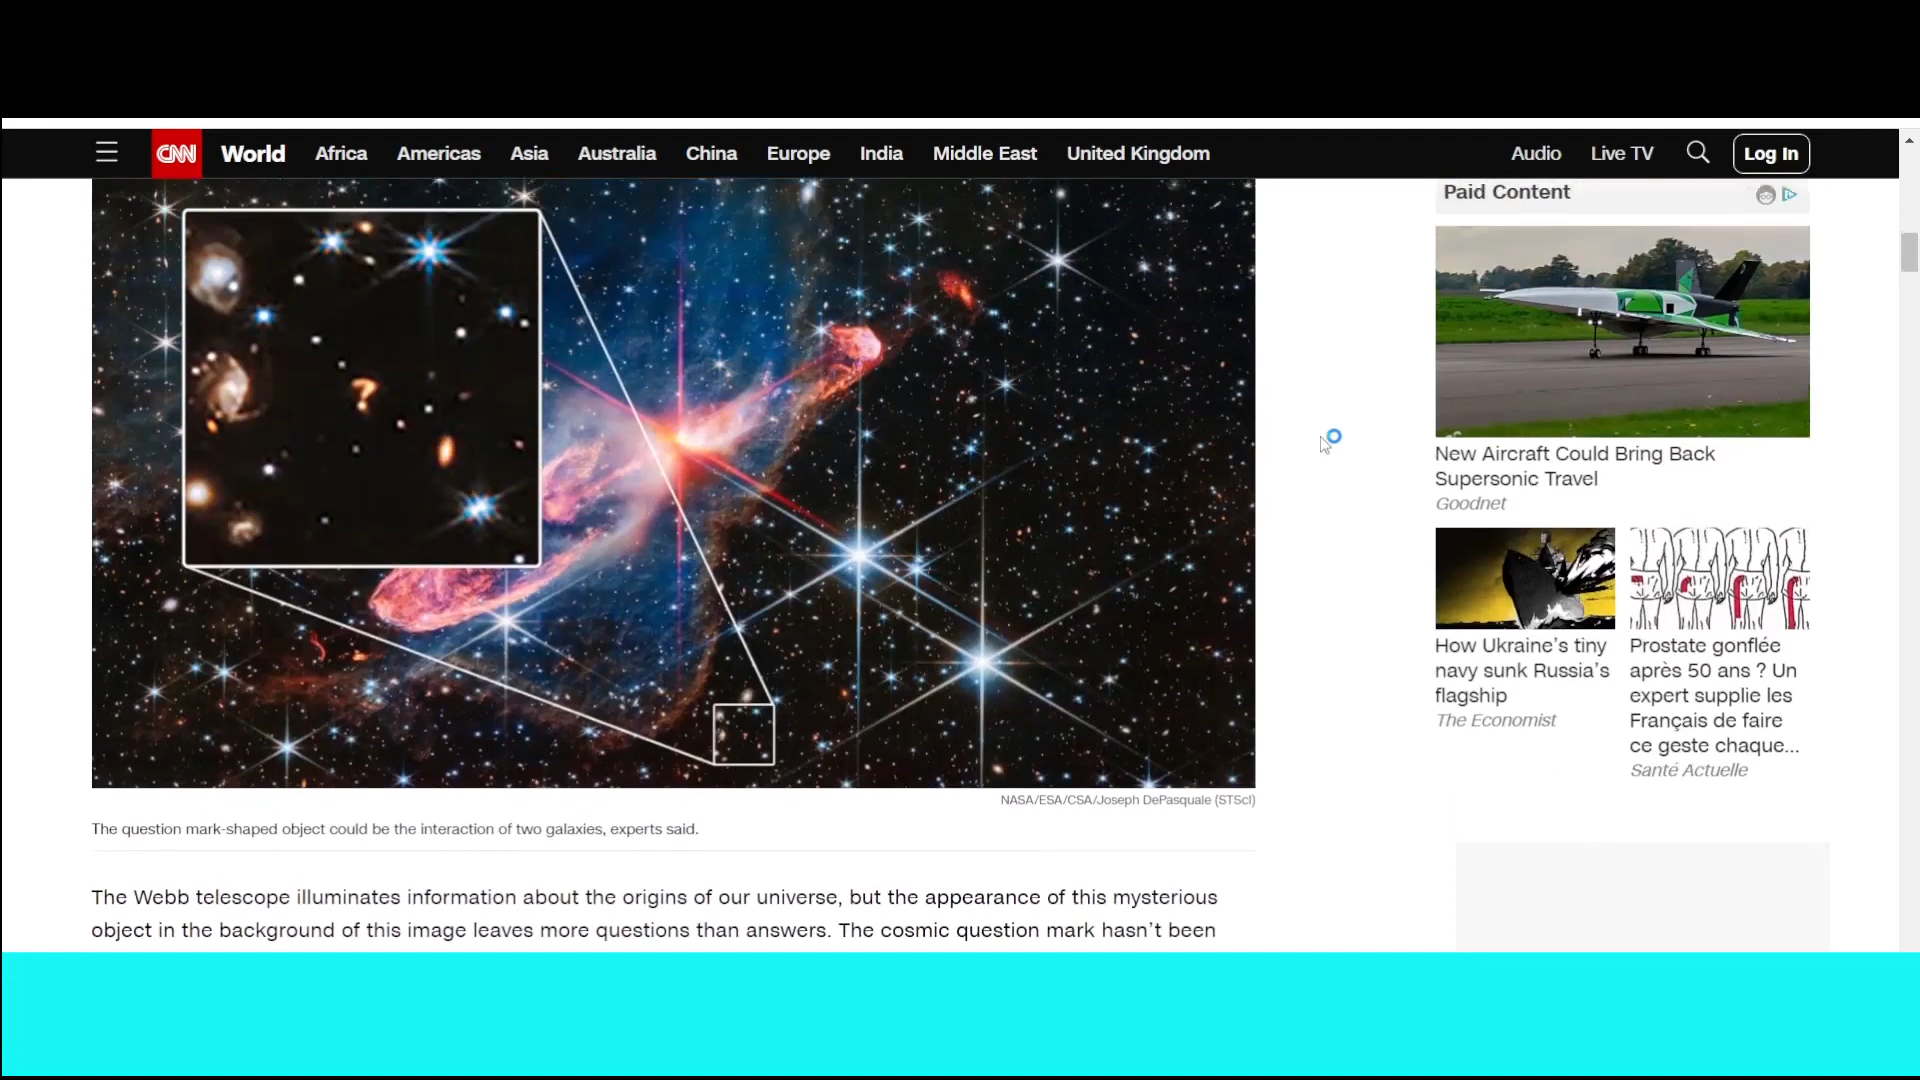 CNN World Africa Americas Asia Australia China Europe India Middle East United Kingdom Audio Live TV Log In
Paid Content
New Aircraft Could Bring Back
Supersonic Travel
Goodnet
How Ukraine's tiny
navy sunk Russia's
flagship
The Economist
Prostate gonflée
après 50 ans ? Un
expert supplie les
Français de faire
ce geste chaque...
Santé Actuelle
NASA/ESA/CSA/Joseph DePasquale (STScI)
The question mark-shaped object could be the interaction of two galaxies, experts said.
The Webb telescope illuminates information about the origins of our universe, but the appearance of this mysterious
object in the background of this image leaves more questions than answers. The cosmic question mark hasn't been